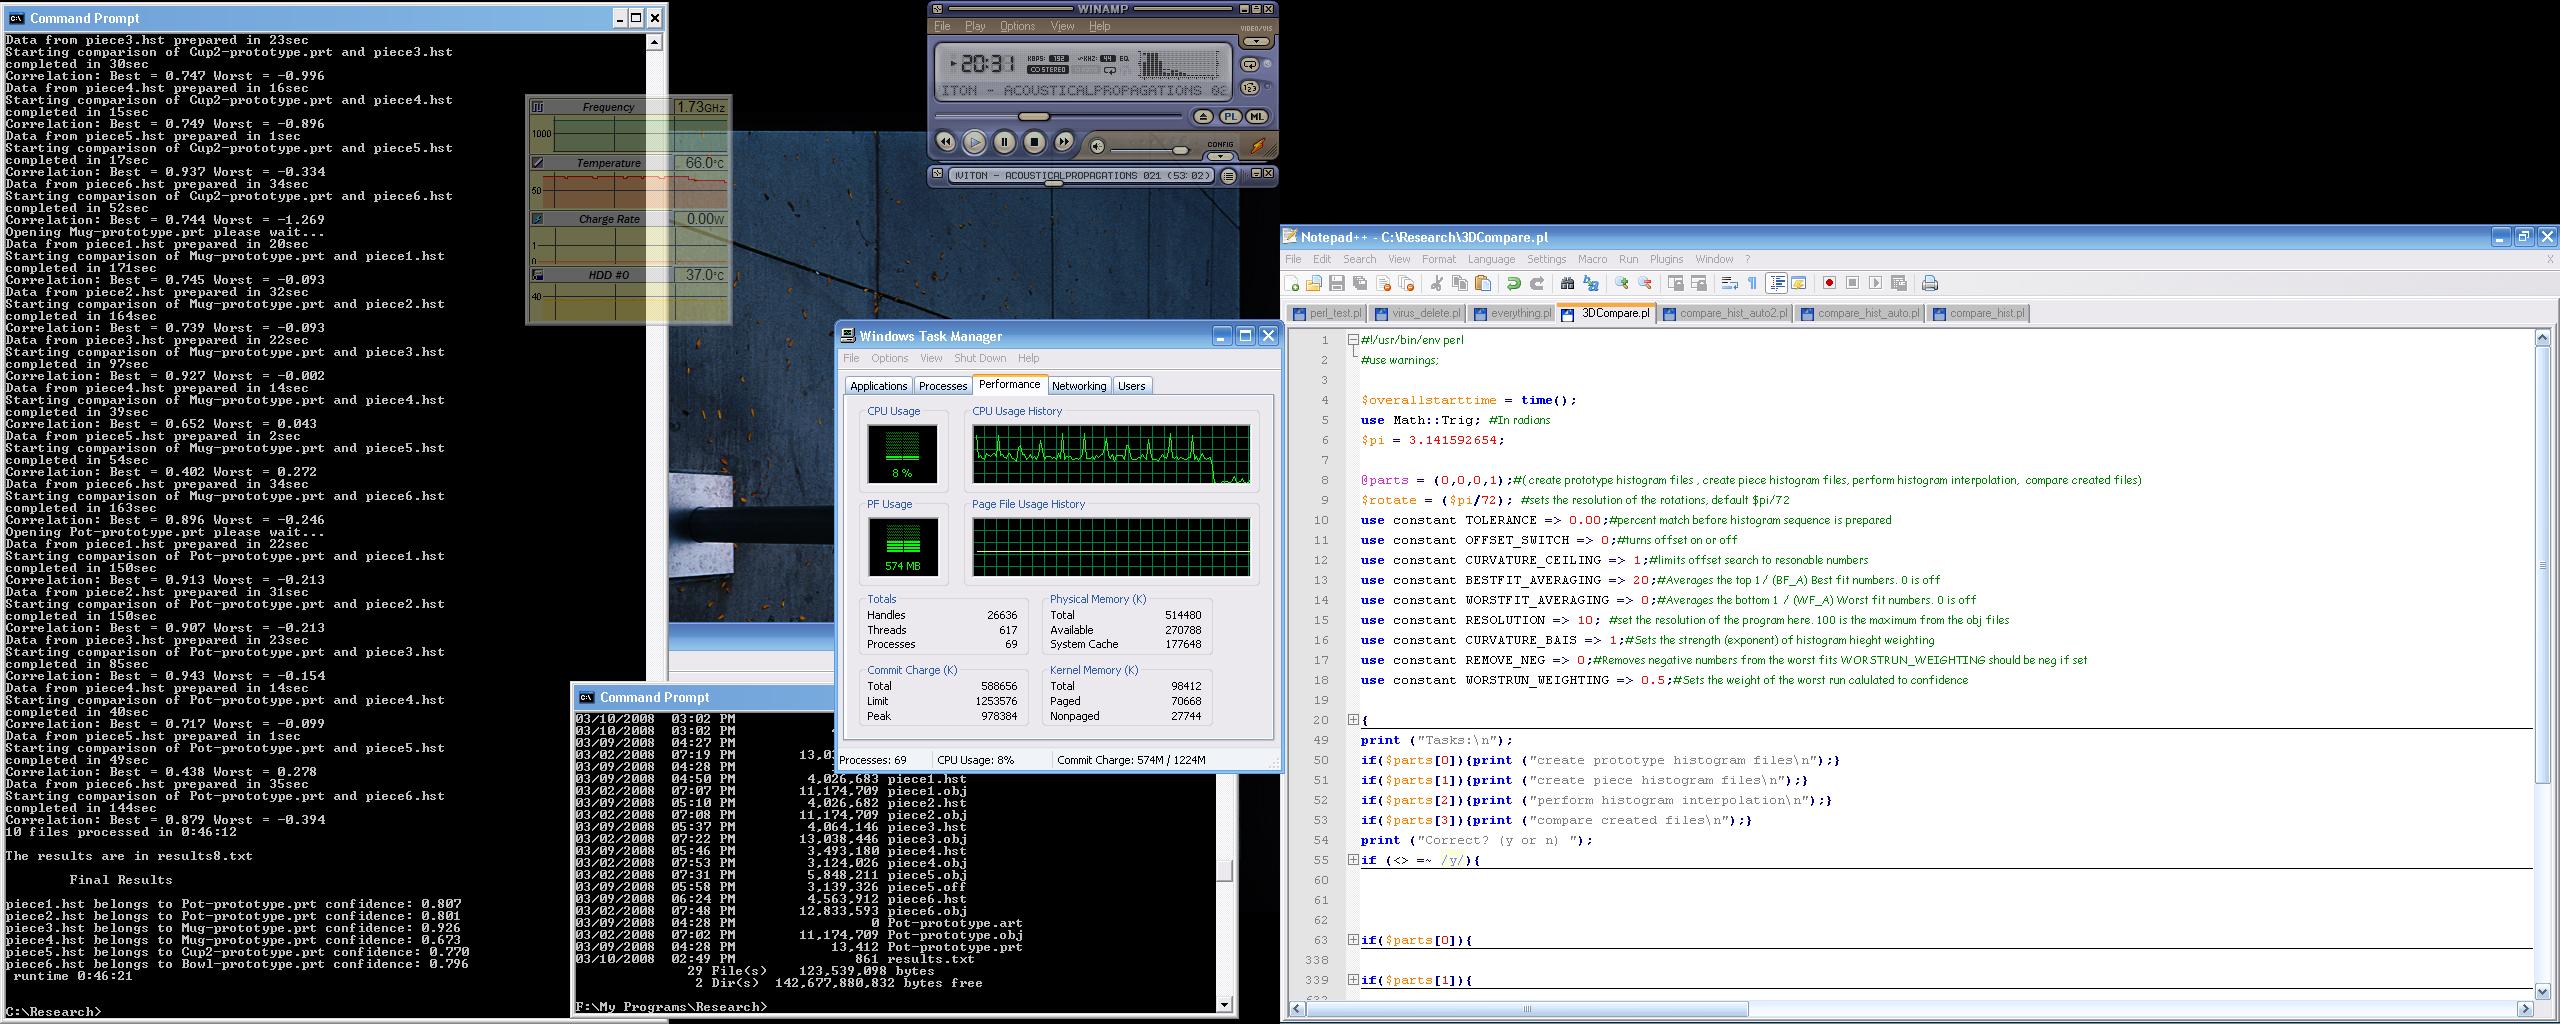 Command Prompt
Data from piece3.hst prepared in 23sec
Starting comparison of Cup2-prototype.prt and piece3.hst
completed in 30sec
Correlation: Best = 0.747 Worst = -0.996
Data from piece4.hst prepared in 16sec
Starting comparison of Cup2-prototype.prt and piece4.hst
completed in 15sec
Correlation: Best = 0.749 Worst = -0.896
Data from piece5.hst prepared in 1sec
Starting comparison of Cup2-prototype.prt and piece5.hst
completed in 17sec
Correlation: Best = 0.937 Worst = -0.334
Data from piece6.hst prepared in 34sec
Starting comparison of Cup2-prototype.prt and piece6.hst
completed in 52sec
Correlation: Best = 0.744 Worst = -1.269
Opening Mug-prototype.prt please wait...
Data from piece1.hst prepared in 20sec
Starting comparison of Mug-prototype.prt and piece1.hst
completed in 171sec
Correlation: Best = 0.745 Worst = -0.093
Data from piece2.hst prepared in 32sec
Starting comparison of Mug-prototype.prt and piece2.hst
completed in 164sec
Correlation: Best = 0.739 Worst = -0.093
Data from piece3.hst prepared in 22sec
Starting comparison of Mug-prototype.prt and piece3.hst
completed in 97sec
Correlation: Best = 0.927 Worst = -0.002
Data from piece4.hst prepared in 14sec
Starting comparison of Mug-prototype.prt and piece4.hst
completed in 39sec
Correlation: Best = 0.652 Worst = 0.043
Data from piece5.hst prepared in 2sec
Starting comparison of Mug-prototype.prt and piece5.hst
completed in 54sec
Correlation: Best = 0.402 Worst = 0.272
Data from piece6.hst prepared in 34sec
Starting comparison of Mug-prototype.prt and piece6.hst
completed in 163sec
Correlation: Best = 0.896 Worst = -0.246
Opening Pot-prototype.prt please wait...
Data from piece1.hst prepared in 22sec
Starting comparison of Pot-prototype.prt and piece1.hst
completed in 150sec
Correlation: Best = 0.913 Worst = -0.213
Data from piece2.hst prepared in 31sec
Starting comparison of Pot-prototype.prt and piece2.hst
completed in 150sec
Correlation: Best = 0.907 Worst = -0.213
Data from piece3.hst prepared in 23sec
Starting comparison of Pot-prototype.prt and piece3.hst
completed in 85sec
Correlation: Best = 0.943 Worst = -0.154
Data from piece4.hst prepared in 14sec
Starting comparison of Pot-prototype.prt and piece4.hst
completed in 40sec
Correlation: Best = 0.717 Worst = -0.099
Data from piece5.hst prepared in 1sec
Starting comparison of Pot-prototype.prt and piece5.hst
completed in 49sec
Correlation: Best = 0.438 Worst = 0.278
Data from piece6.hst prepared in 35sec
Starting comparison of Pot-prototype.prt and piece6.hst
completed in 144sec
Correlation: Best = 0.879 Worst = -0.394
10 files processed in 0:46:12
The results are in results8.txt
Final Results
piece1.hst belongs to Pot-prototype.prt confidence: 0.807
piece2.hst belongs to Pot-prototype.prt confidence: 0.801
piece3.hst belongs to Mug-prototype.prt confidence: 0.926
piece4.hst belongs to Mug-prototype.prt confidence: 0.673
piece5.hst belongs to Cup2-prototype.prt confidence: 0.770
piece6.hst belongs to Bowl-prototype.prt confidence: 0.796
runtime 0:46:21
C:\Research>
Frequency 1.73GHz
1000
Temperature 66.0°C
50
Charge Rate 0.00W
1
0
HDD #0 37.0°C
40
WINAMP
File Play Options View Help
VIDEO/VIS
20:31 KBPS: 192 KHZ: 44 EQ
STEREO
ITON - ACOUSTICALPROPAGATIONS 02
PL ML
CONFIG
IVITON - ACOUSTICALPROPAGATIONS 021 (53:02)
Windows Task Manager
File Options View Shut Down Help
Applications Processes Performance Networking Users
CPU Usage CPU Usage History
8 %
PF Usage Page File Usage History
574 MB
Totals
Handles 26636
Threads 617
Processes 69
Physical Memory (K)
Total 514480
Available 270788
System Cache 177648
Commit Charge (K)
Total 588656
Limit 1253576
Peak 978384
Kernel Memory (K)
Total 98412
Paged 70668
Nonpaged 27744
Processes: 69 CPU Usage: 8% Commit Charge: 574M / 1224M
Command Prompt
03/10/2008 03:02 PM
03/10/2008 03:02 PM
03/09/2008 04:27 PM
03/02/2008 07:19 PM 13,03
03/09/2008 04:28 PM
03/09/2008 04:50 PM 4,026,683 piece1.hst
03/02/2008 07:07 PM 11,174,709 piece1.obj
03/09/2008 05:10 PM 4,026,682 piece2.hst
03/02/2008 07:08 PM 11,174,709 piece2.obj
03/09/2008 05:37 PM 4,064,146 piece3.hst
03/02/2008 07:22 PM 13,038,446 piece3.obj
03/09/2008 05:46 PM 3,493,180 piece4.hst
03/02/2008 07:53 PM 3,124,026 piece4.obj
03/02/2008 07:31 PM 5,848,211 piece5.obj
03/09/2008 05:58 PM 3,139,326 piece5.off
03/09/2008 06:24 PM 4,563,912 piece6.hst
03/02/2008 07:48 PM 12,833,593 piece6.obj
03/09/2008 04:28 PM 0 Pot-prototype.art
03/02/2008 07:02 PM 11,174,709 Pot-prototype.obj
03/09/2008 04:28 PM 13,412 Pot-prototype.prt
03/10/2008 02:49 PM 861 results.txt
29 File(s) 123,539,098 bytes
2 Dir(s) 142,677,880,832 bytes free
F:\My Programs\Research>
Notepad++ - C:\Research\3DCompare.pl
File Edit Search View Format Language Settings Macro Run Plugins Window ? X
perl_test.pl virus_delete.pl everything.pl 3DCompare.pl compare_hist_auto2.pl compare_hist_auto.pl compare_hist.pl
1 #!/usr/bin/env perl
2 #use warnings;
3
4 $overallstarttime = time();
5 use Math::Trig; #In radians
6 $pi = 3.141592654;
7
8 @parts = (0,0,0,1);#(create prototype histogram files , create piece histogram files, perform histogram interpolation, compare created files)
9 $rotate = ($pi/72); #sets the resolution of the rotations, default $pi/72
10 use constant TOLERANCE => 0.00;#percent match before histogram sequence is prepared
11 use constant OFFSET_SWITCH => 0;#turns offset on or off
12 use constant CURVATURE_CEILING => 1;#limits offset search to resonable numbers
13 use constant BESTFIT_AVERAGING => 20;#Averages the top 1 / (BF_A) Best fit numbers. 0 is off
14 use constant WORSTFIT_AVERAGING => 0;#Averages the bottom 1 / (WF_A) Worst fit numbers. 0 is off
15 use constant RESOLUTION => 10; #set the resolution of the program here. 100 is the maximum from the obj files
16 use constant CURVATURE_BAIS => 1;#Sets the strength (exponent) of histogram hieght weighting
17 use constant REMOVE_NEG => 0;#Removes negative numbers from the worst fits WORSTRUN_WEIGHTING should be neg if set
18 use constant WORSTRUN_WEIGHTING => 0.5;#Sets the weight of the worst run calulated to confidence
19
20 {
49 print ("Tasks:\n");
50 if($parts[0]){print ("create prototype histogram files\n");}
51 if($parts[1]){print ("create piece histogram files\n");}
52 if($parts[2]){print ("perform histogram interpolation\n");}
53 if($parts[3]){print ("compare created files\n");}
54 print ("Correct? (y or n) ");
55 if (<> =~ /y/){
60
61
62
63 if($parts[0]){
338
339 if($parts[1]){